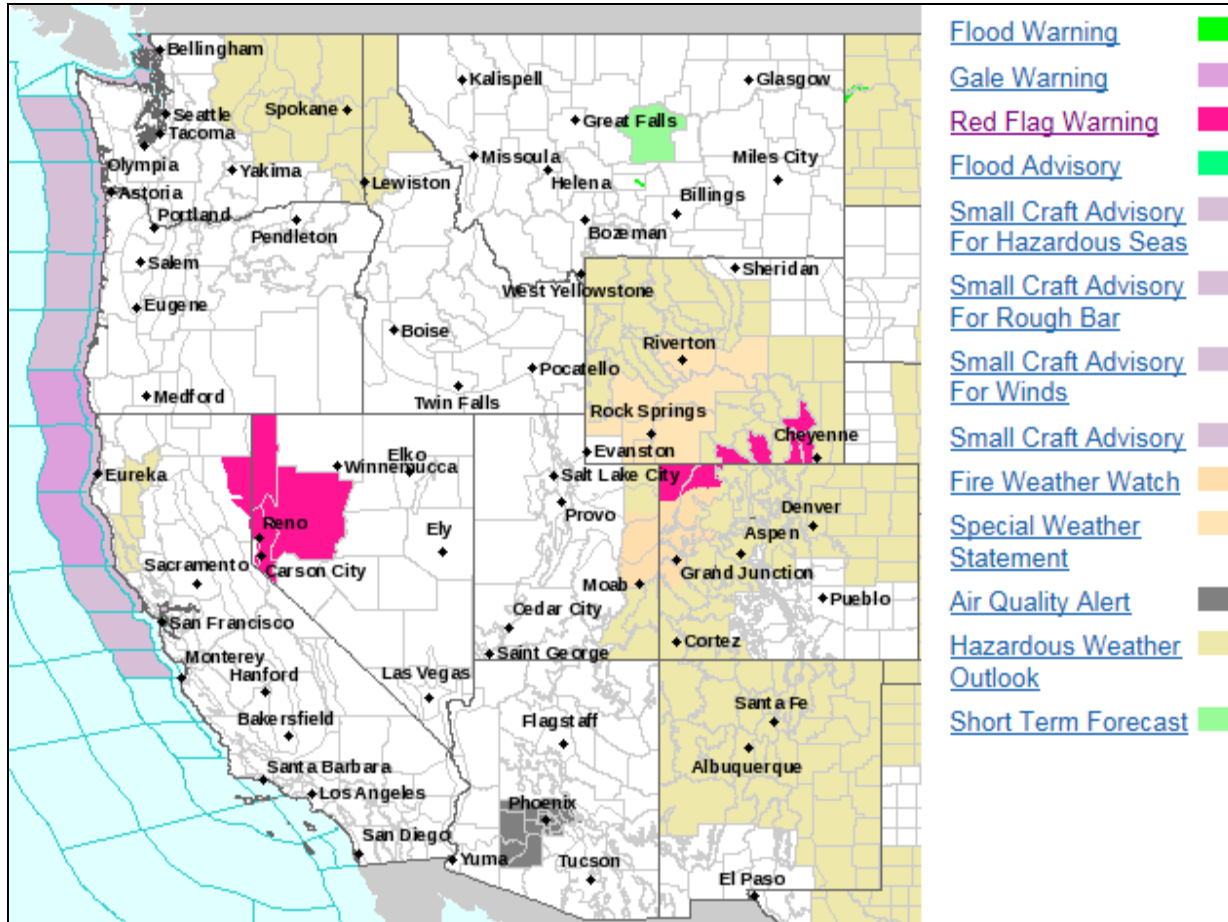 Bellingham
Kalispell
Glasgow
Seattle
Spokane
Great Falls
Tacoma
Olympia
Yakima
Missoula
Helena
Miles City
Lewiston
Astoria
Billings
Portland
Pendleton
Bozeman
Salem
Sheridan
West Yellowstone
Eugene
Boise
Riverton
Pocatello
Medford
Twin Falls
Rock Springs
Cheyenne
Evanston
Elko
Winnemucca
Eureka
Salt Lake City
Provo
Denver
Reno
Ely
Aspen
Sacramento
Carson City
Grand Junction
Moab
Pueblo
Cedar City
San Francisco
Cortez
Saint George
Monterey
Hanford
Las Vegas
Santa Fe
Bakersfield
Flagstaff
Albuquerque
Santa Barbara
Los Angeles
Phoenix
San Diego
Yuma
Tucson
El Paso
Flood Warning
Gale Warning
Red Flag Warning
Flood Advisory
Small Craft Advisory
For Hazardous Seas
Small Craft Advisory
For Rough Bar
Small Craft Advisory
For Winds
Small Craft Advisory
Fire Weather Watch
Special Weather
Statement
Air Quality Alert
Hazardous Weather
Outlook
Short Term Forecast